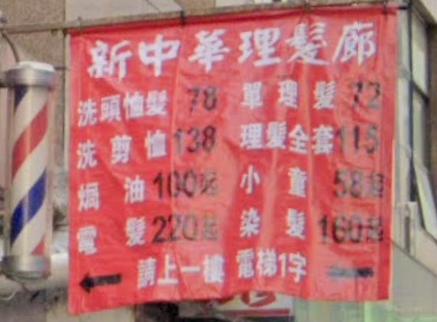 新中華理髮廊
洗頭恤髮 78 單理髮 72
洗剪恤 138 理髮全套 115
焗油 100起 小童 58起
電髮 220起 染髮 160起
請上一樓 電梯1字